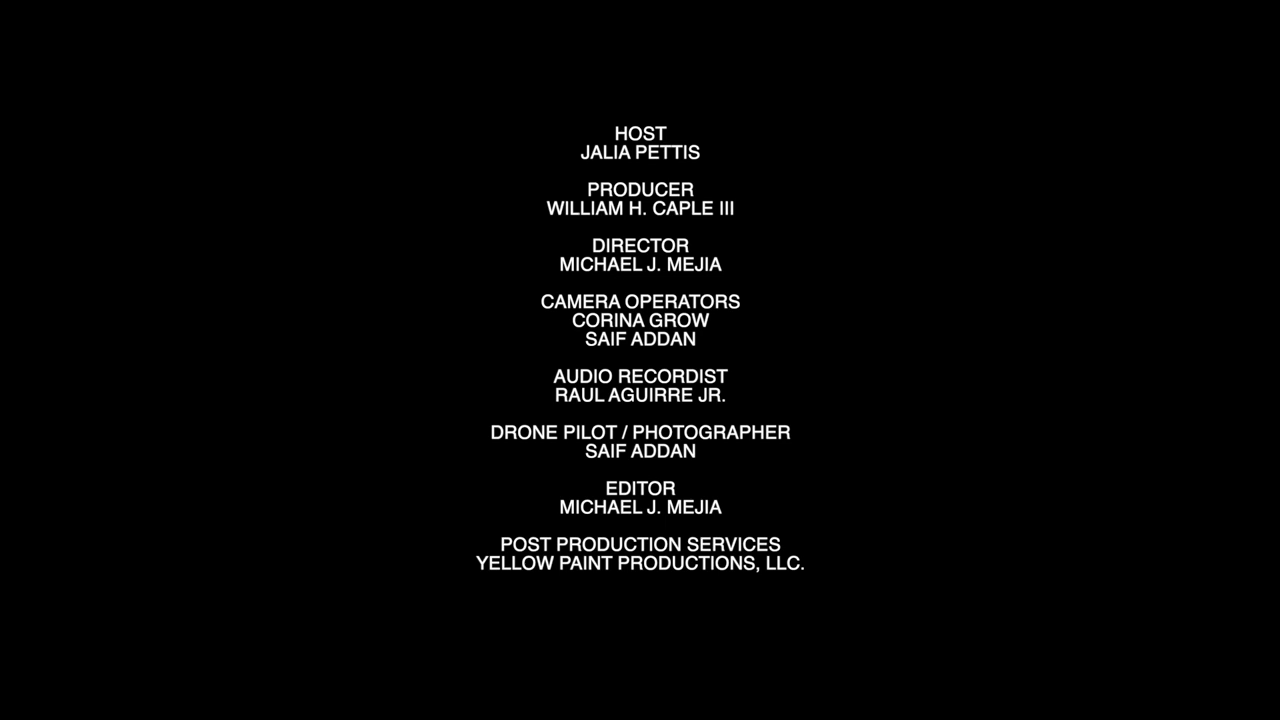 HOST
JALIA PETTIS
PRODUCER
WILLIAM H. CAPLE III
DIRECTOR
MICHAEL J. MEJIA
CAMERA OPERATORS
CORINA GROW
SAIF ADDAN
AUDIO RECORDIST
RAUL AGUIRRE JR.
DRONE PILOT / PHOTOGRAPHER
SAIF ADDAN
EDITOR
MICHAEL J. MEJIA
POST PRODUCTION SERVICES
YELLOW PAINT PRODUCTIONS, LLC.